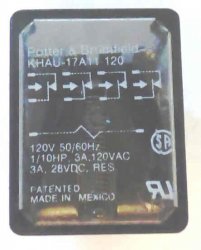 Potter & Brumfield
KHAU-17A11 120
120V 50/60Hz
1/10HP, 3A, 120VAC
3A, 28VDC, RES.
PATENTED
MADE IN MEXICO
SA